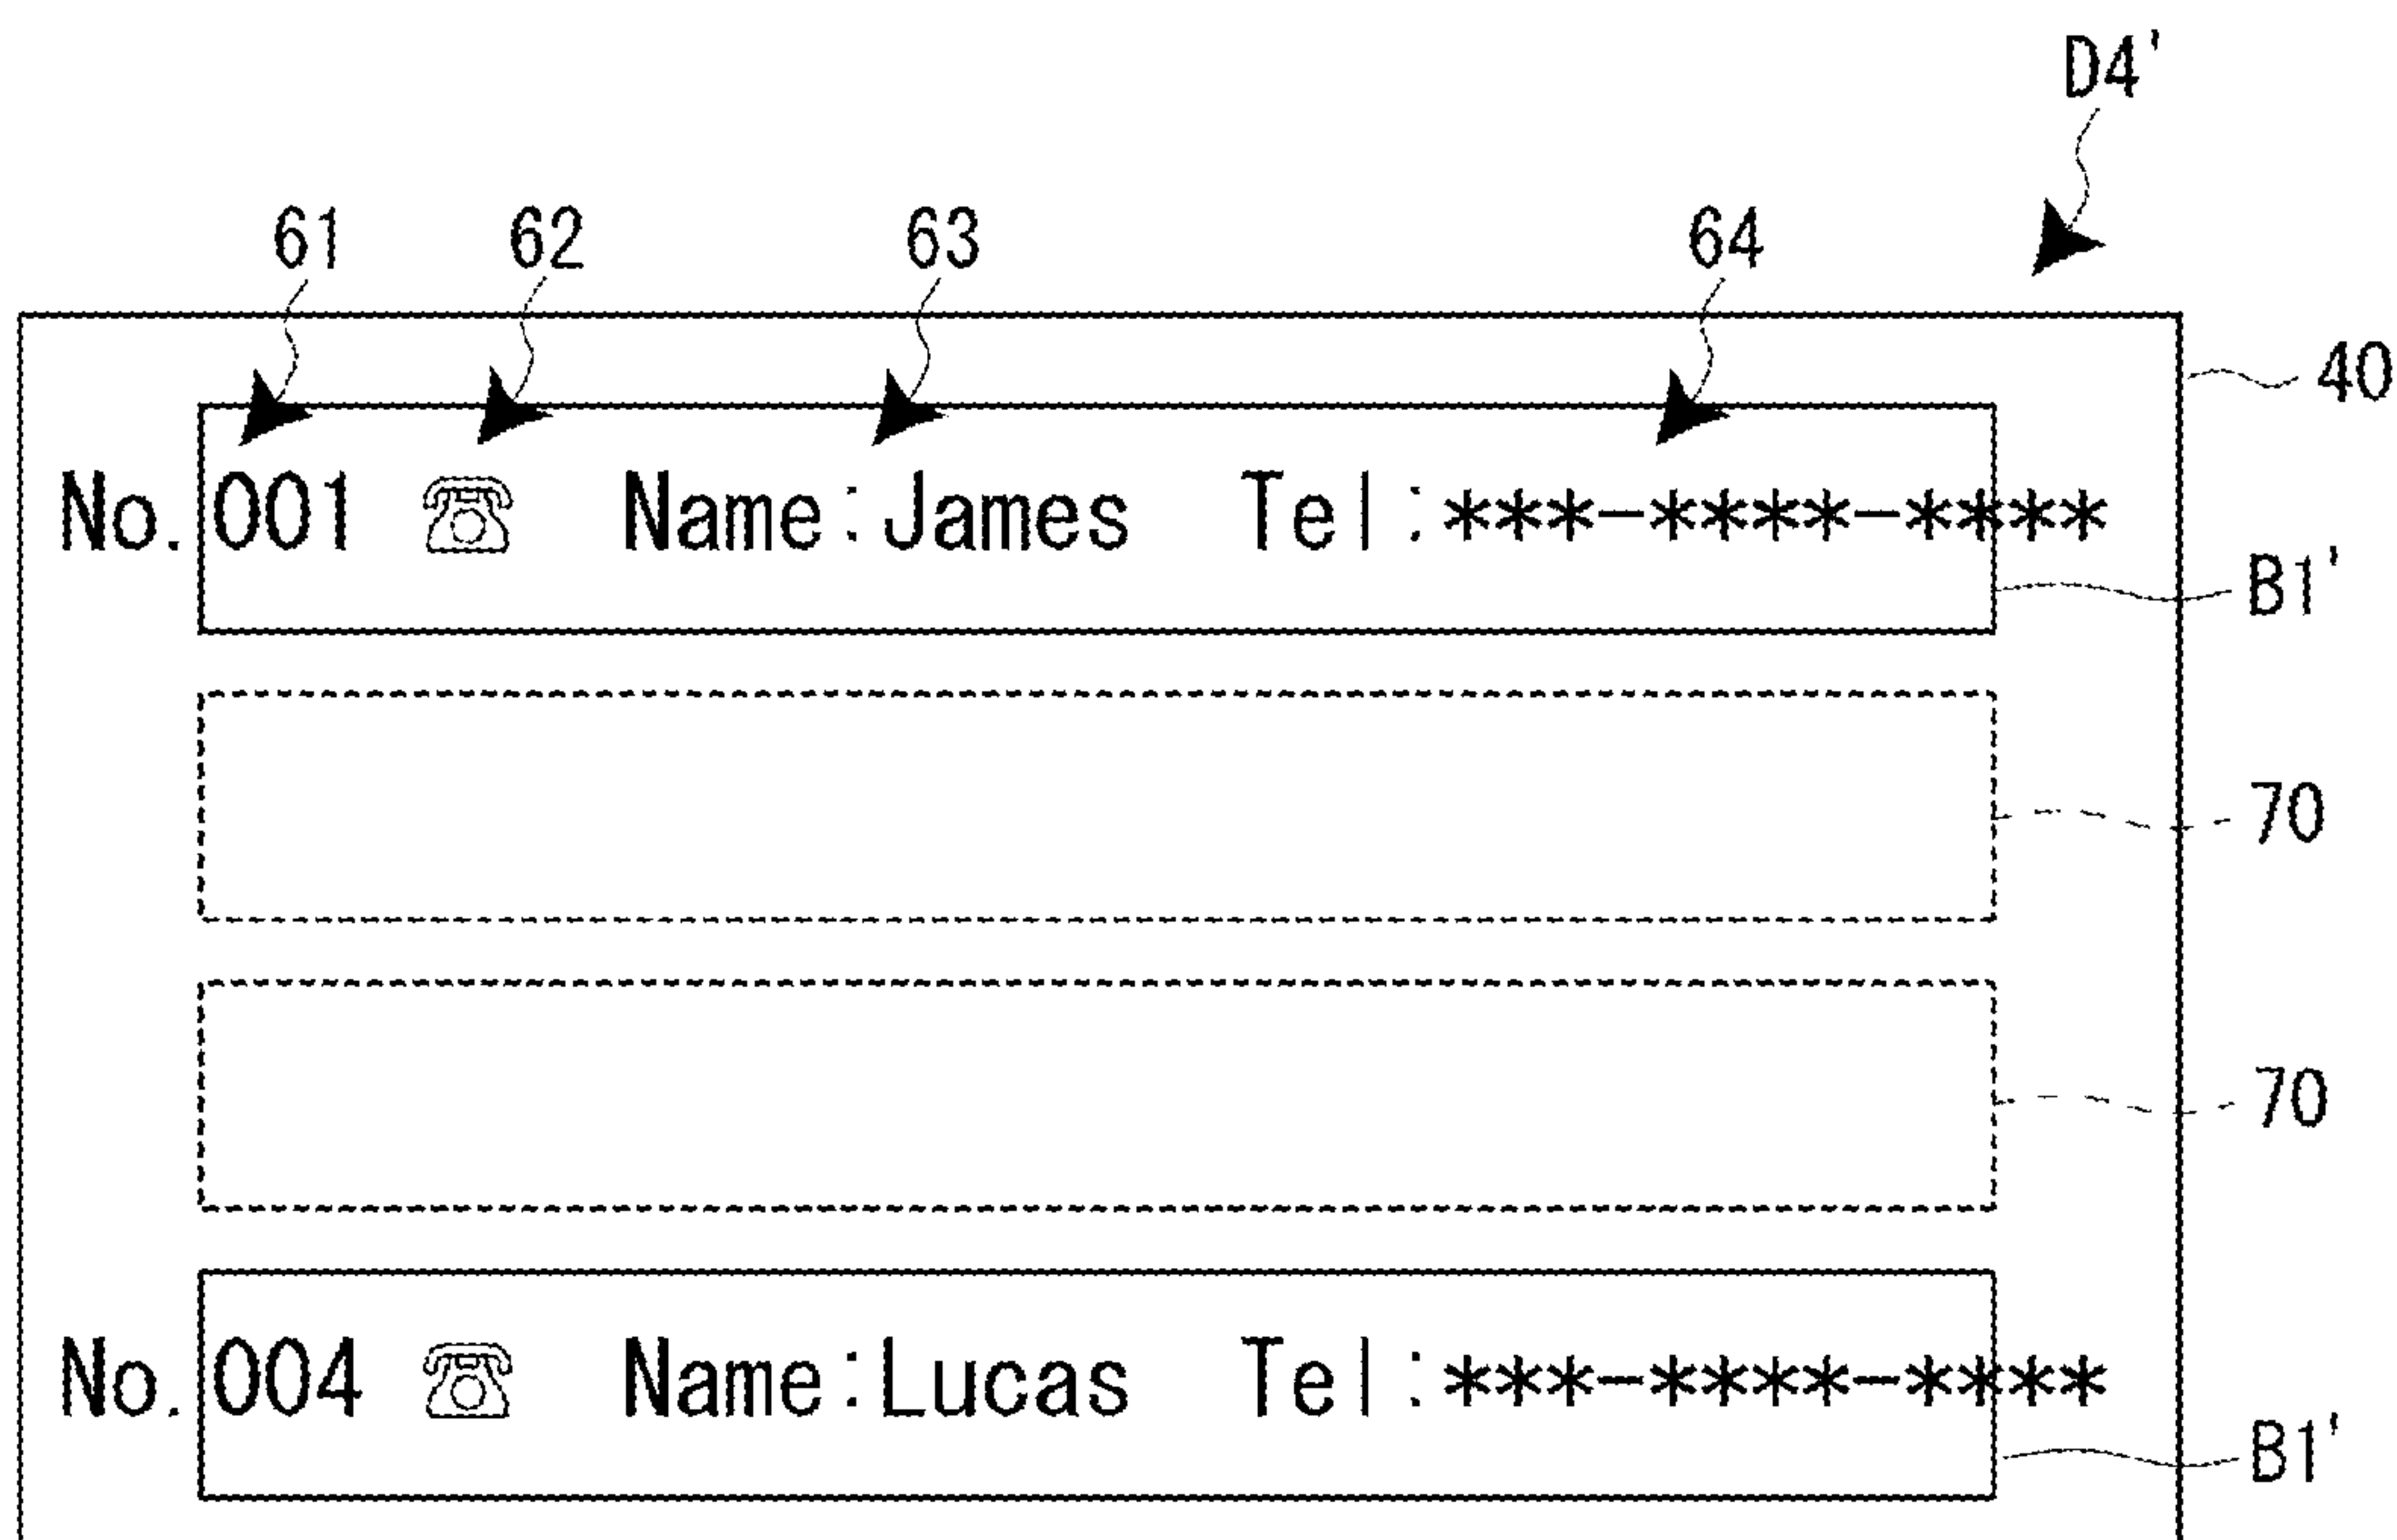 D4'
61 62 63 64
40
No.001 ☏ Name:James Tel:***-****-****
B1'
70
70
No.004 ☏ Name:Lucas Tel:***-****-****
B1'